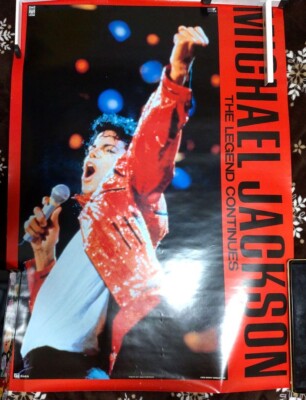 MICHAEL JACKSON
THE LEGEND CONTINUES